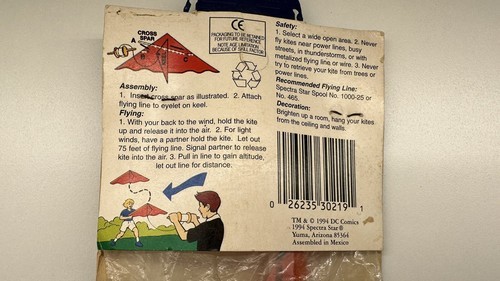 CROSS
SPAR
A
Assembly:
1. Insert cross spar as illustrated. 2. Attach
flying line to eyelet on keel.
Flying:
1. With your back to the wind, hold the kite
up and release it into the air. 2. For light
winds, have a partner hold the kite. Let out
75 feet of flying line. Signal partner to release
kite into the air. 3. Pull in line to gain altitude,
let out line for distance.
CE
PACKAGING TO BE RETAINED
FOR FUTURE REFERENCE
NOTE AGE LIMITATION
BECAUSE OF SKILL FACTOR
Safety:
1. Select a wide open area. 2. Never
fly kites near power lines, busy
streets, in thunderstorms, or with
metalized flying line or wire. 3. Never
try to retrieve your kite from trees or
power lines.
Recommended Flying Line:
Spectra Star Spool No. 1000-25 or
No. 465.
Decoration:
Brighten up a room, hang your kites
from the ceiling and walls.
0 26235 30219 1
TM & © 1994 DC Comics
1994 Spectra Star®
Yuma, Arizona 85364
Assembled in Mexico